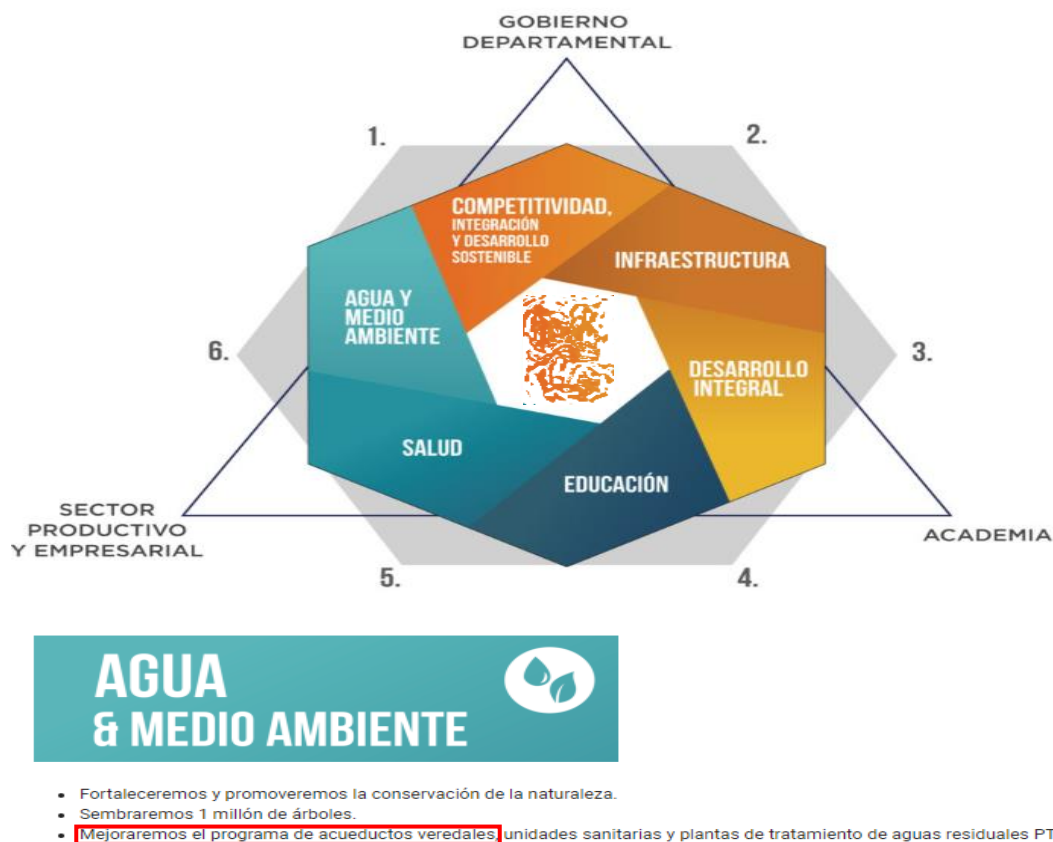 GOBIERNO
DEPARTAMENTAL
1.
2.
COMPETITIVIDAD,
INTEGRACIÓN
Y DESARROLLO
SOSTENIBLE
INFRAESTRUCTURA
AGUA Y
MEDIO
AMBIENTE
6.
3.
DESARROLLO
INTEGRAL
SALUD
EDUCACIÓN
SECTOR
PRODUCTIVO
Y EMPRESARIAL
ACADEMIA
5.
4.
AGUA
& MEDIO AMBIENTE
• Fortaleceremos y promoveremos la conservación de la naturaleza.
• Sembraremos 1 millón de árboles.
• Mejoraremos el programa de acueductos veredales, unidades sanitarias y plantas de tratamiento de aguas residuales PT